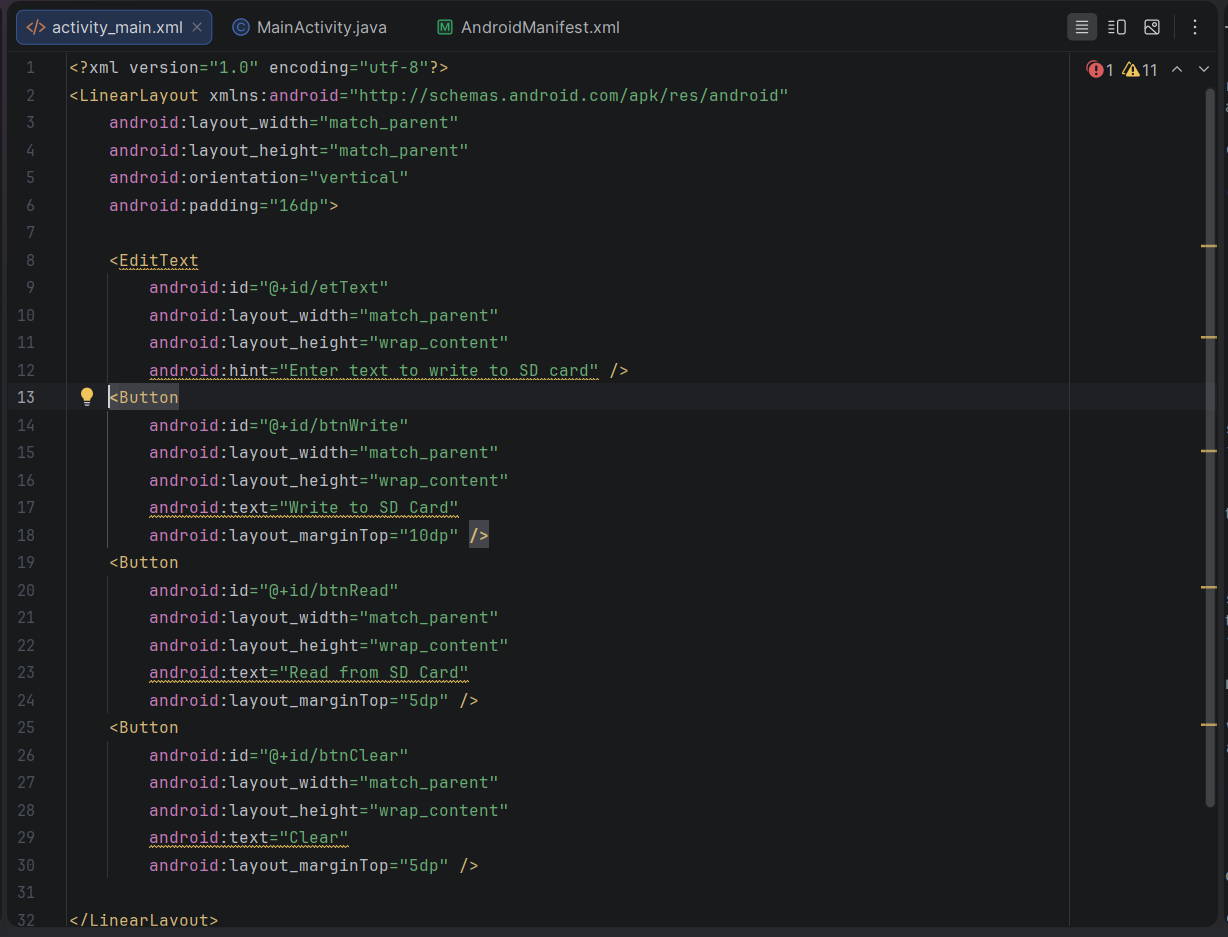 activity_main.xml MainActivity.java AndroidManifest.xml
1 11
1 <?xml version="1.0" encoding="utf-8"?>
2 <LinearLayout xmlns:android="http://schemas.android.com/apk/res/android"
3 android:layout_width="match_parent"
4 android:layout_height="match_parent"
5 android:orientation="vertical"
6 android:padding="16dp">
7
8 <EditText
9 android:id="@+id/etText"
10 android:layout_width="match_parent"
11 android:layout_height="wrap_content"
12 android:hint="Enter text to write to SD card" />
13 <Button
14 android:id="@+id/btnWrite"
15 android:layout_width="match_parent"
16 android:layout_height="wrap_content"
17 android:text="Write to SD Card"
18 android:layout_marginTop="10dp" />
19 <Button
20 android:id="@+id/btnRead"
21 android:layout_width="match_parent"
22 android:layout_height="wrap_content"
23 android:text="Read from SD Card"
24 android:layout_marginTop="5dp" />
25 <Button
26 android:id="@+id/btnClear"
27 android:layout_width="match_parent"
28 android:layout_height="wrap_content"
29 android:text="Clear"
30 android:layout_marginTop="5dp" />
31
32 </LinearLayout>